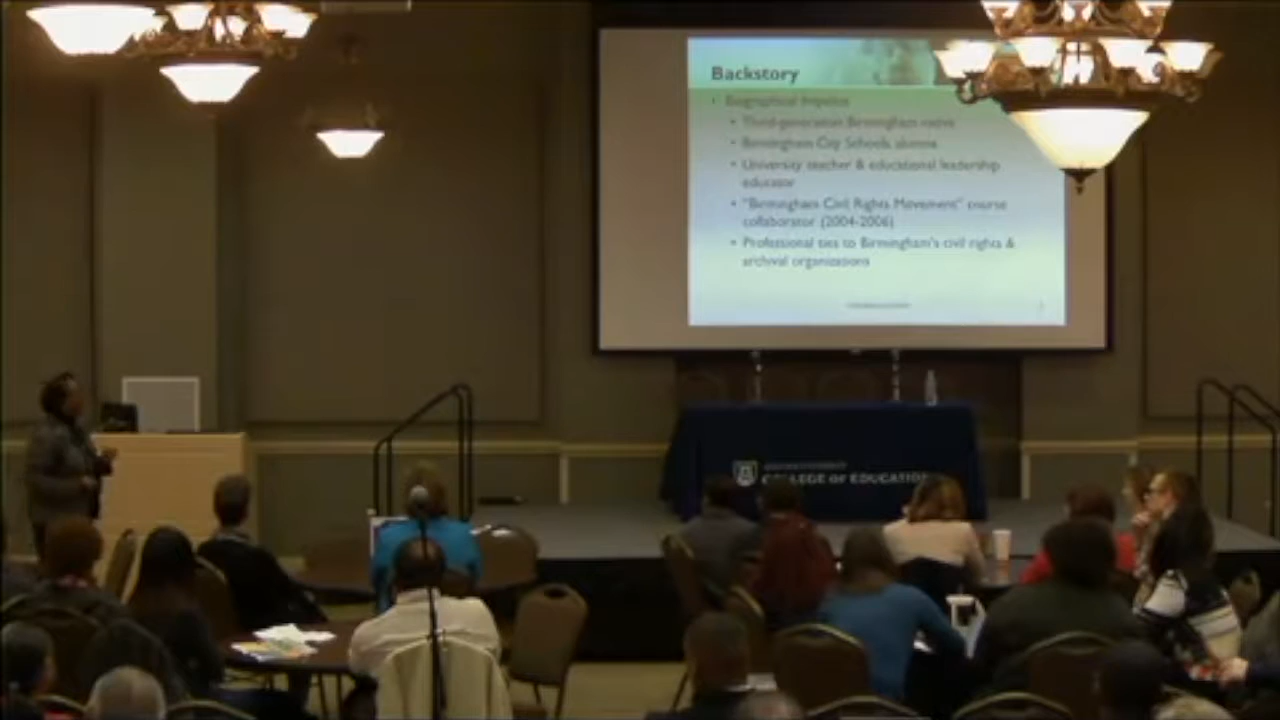 Backstory
• Biographical Impetus
• Third-generation Birmingham native
• Birmingham City Schools alumna
• University teacher & educational leadership
educator
• "Birmingham Civil Rights Movement" course
collaborator (2004-2006)
• Professional ties to Birmingham's civil rights &
archival organizations
COLLEGE OF EDUCATION